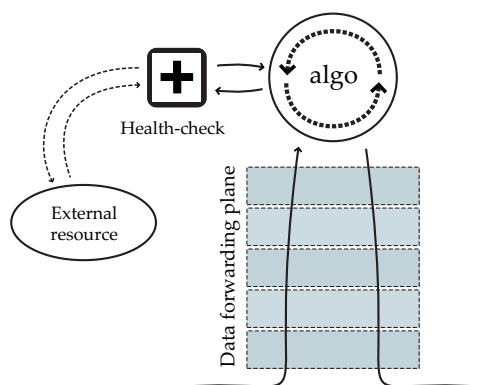 algo
Health-check
External
resource
Data forwarding plane